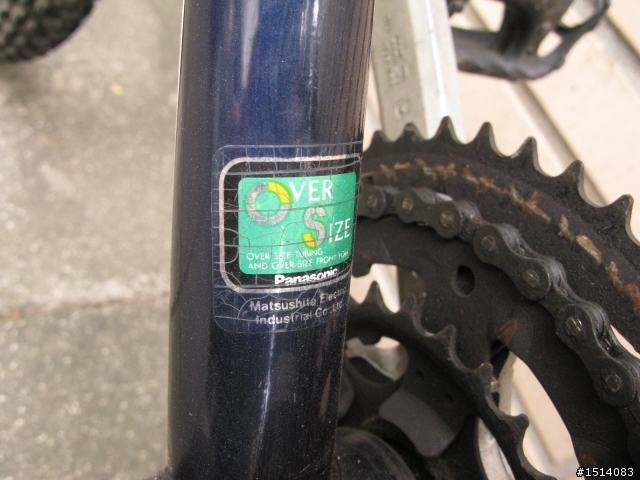 OVER
SIZE
OVER SIZE TUBING
AND OVER SIZE FRONT FORK
Panasonic
Matsushita Electric
Industrial Co., Ltd.
#1514083